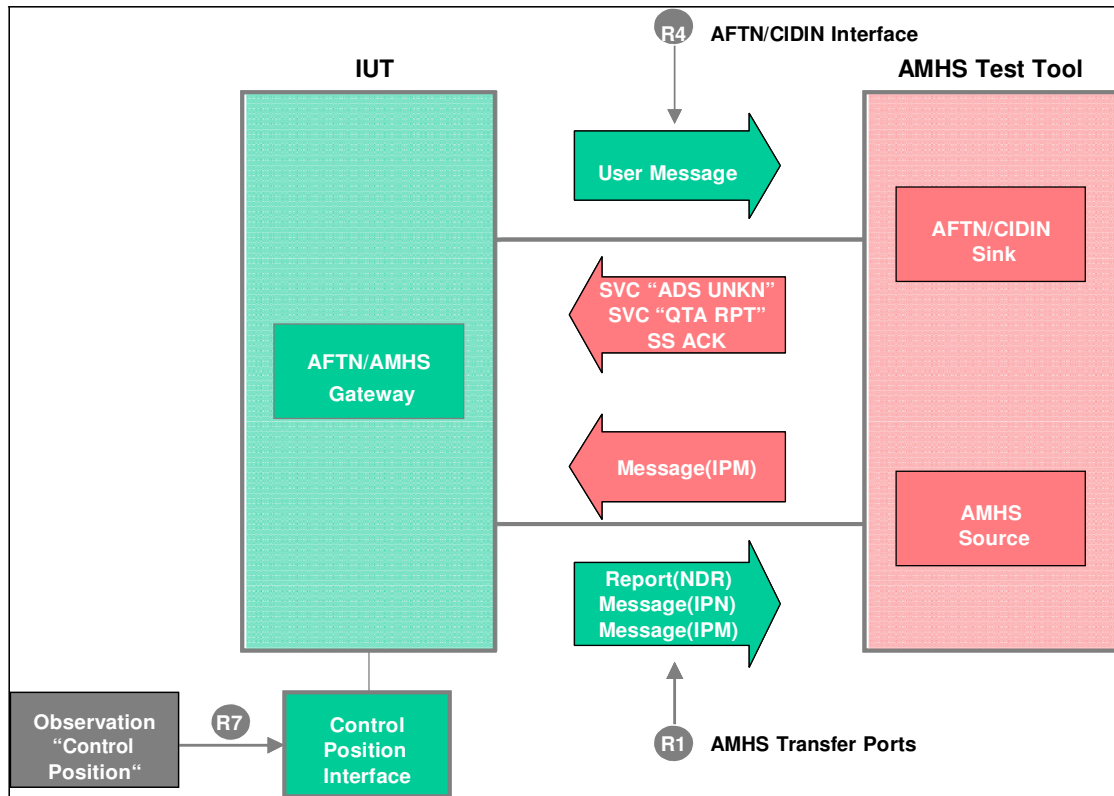 R4 AFTN/CIDIN Interface
IUT
AMHS Test Tool
User Message
AFTN/CIDIN
Sink
SVC “ADS UNKN”
SVC “QTA RPT”
SS ACK
AFTN/AMHS
Gateway
Message(IPM)
AMHS
Source
Report(NDR)
Message(IPN)
Message(IPM)
Observation
“Control
Position“
R7
Control
Position
Interface
R1 AMHS Transfer Ports